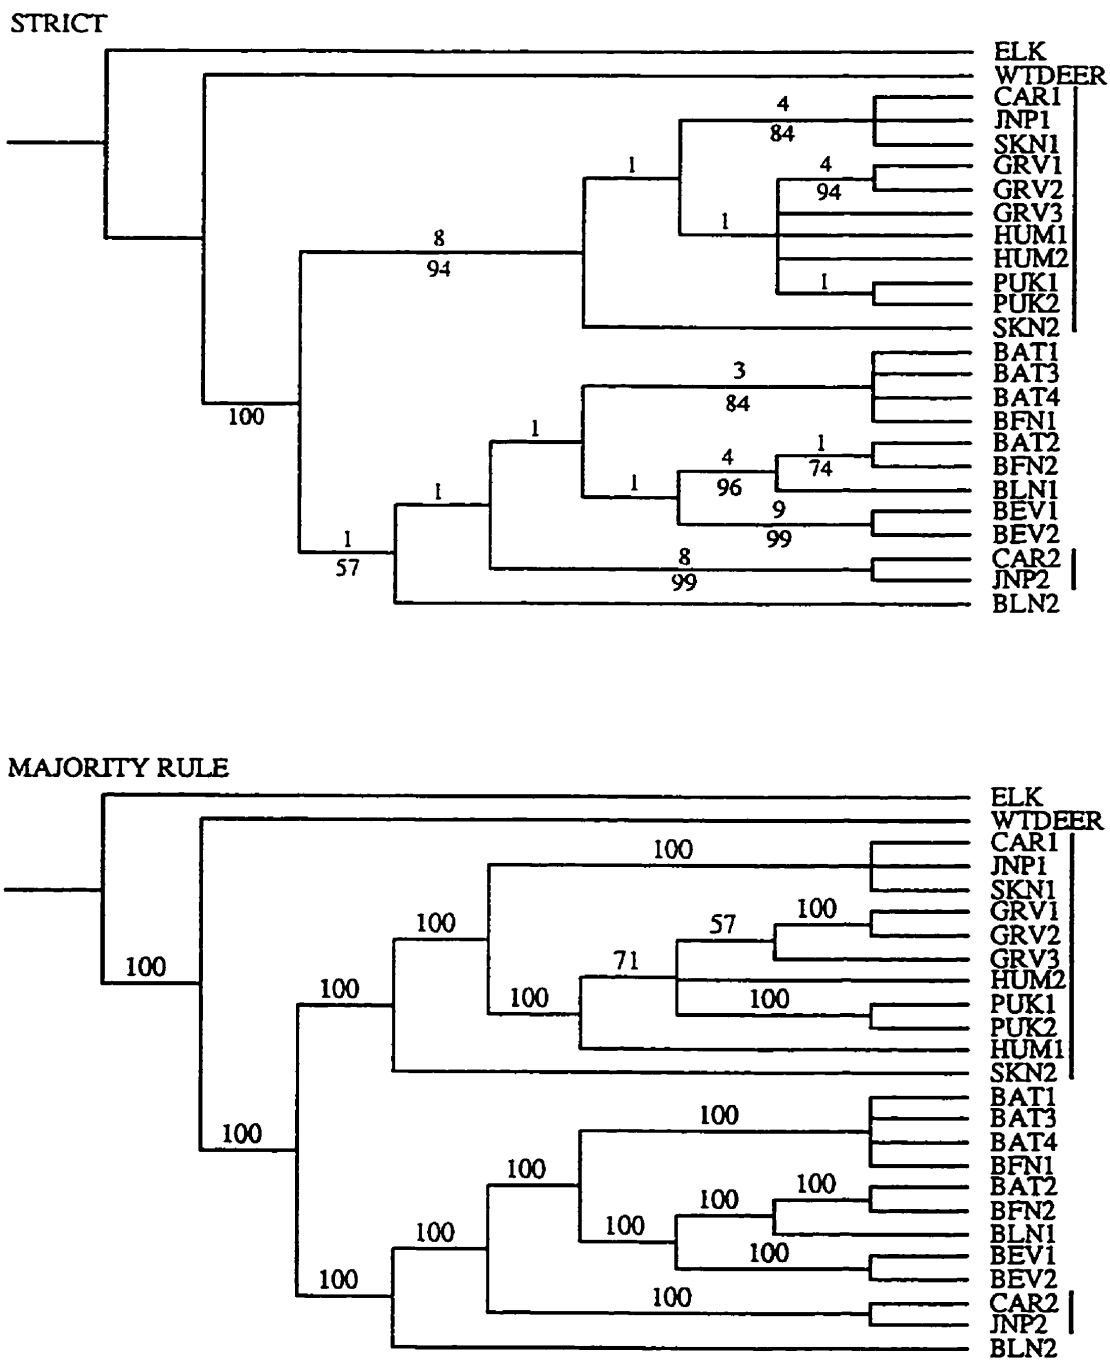 STRICT
ELK
WTDEER
CAR1
4
JNP1
84
SKN1
1
4
GRV1
94
GRV2
GRV3
1
HUM1
8
HUM2
94
1
PUK1
PUK2
SKN2
BAT1
3
BAT3
84
BAT4
100
BFN1
1
1
BAT2
4
74
BFN2
1
96
BLN1
1
9
BEV1
99
BEV2
1
57
8
CAR2
99
JNP2
BLN2
MAJORITY RULE
ELK
WTDEER
CAR1
100
JNP1
SKN1
100
57
100
GRV1
GRV2
71
GRV3
100
HUM2
100
100
100
PUK1
PUK2
HUM1
SKN2
BAT1
100
BAT3
100
BAT4
BFN1
100
100
100
BAT2
BFN2
100
100
BLN1
100
BEV1
BEV2
100
100
CAR2
JNP2
BLN2